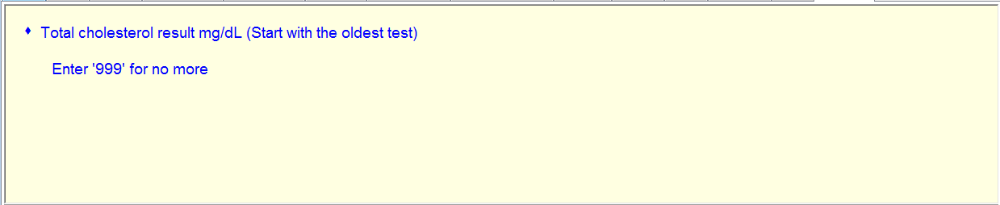 ♦ Total cholesterol result mg/dL (Start with the oldest test)
Enter '999' for no more